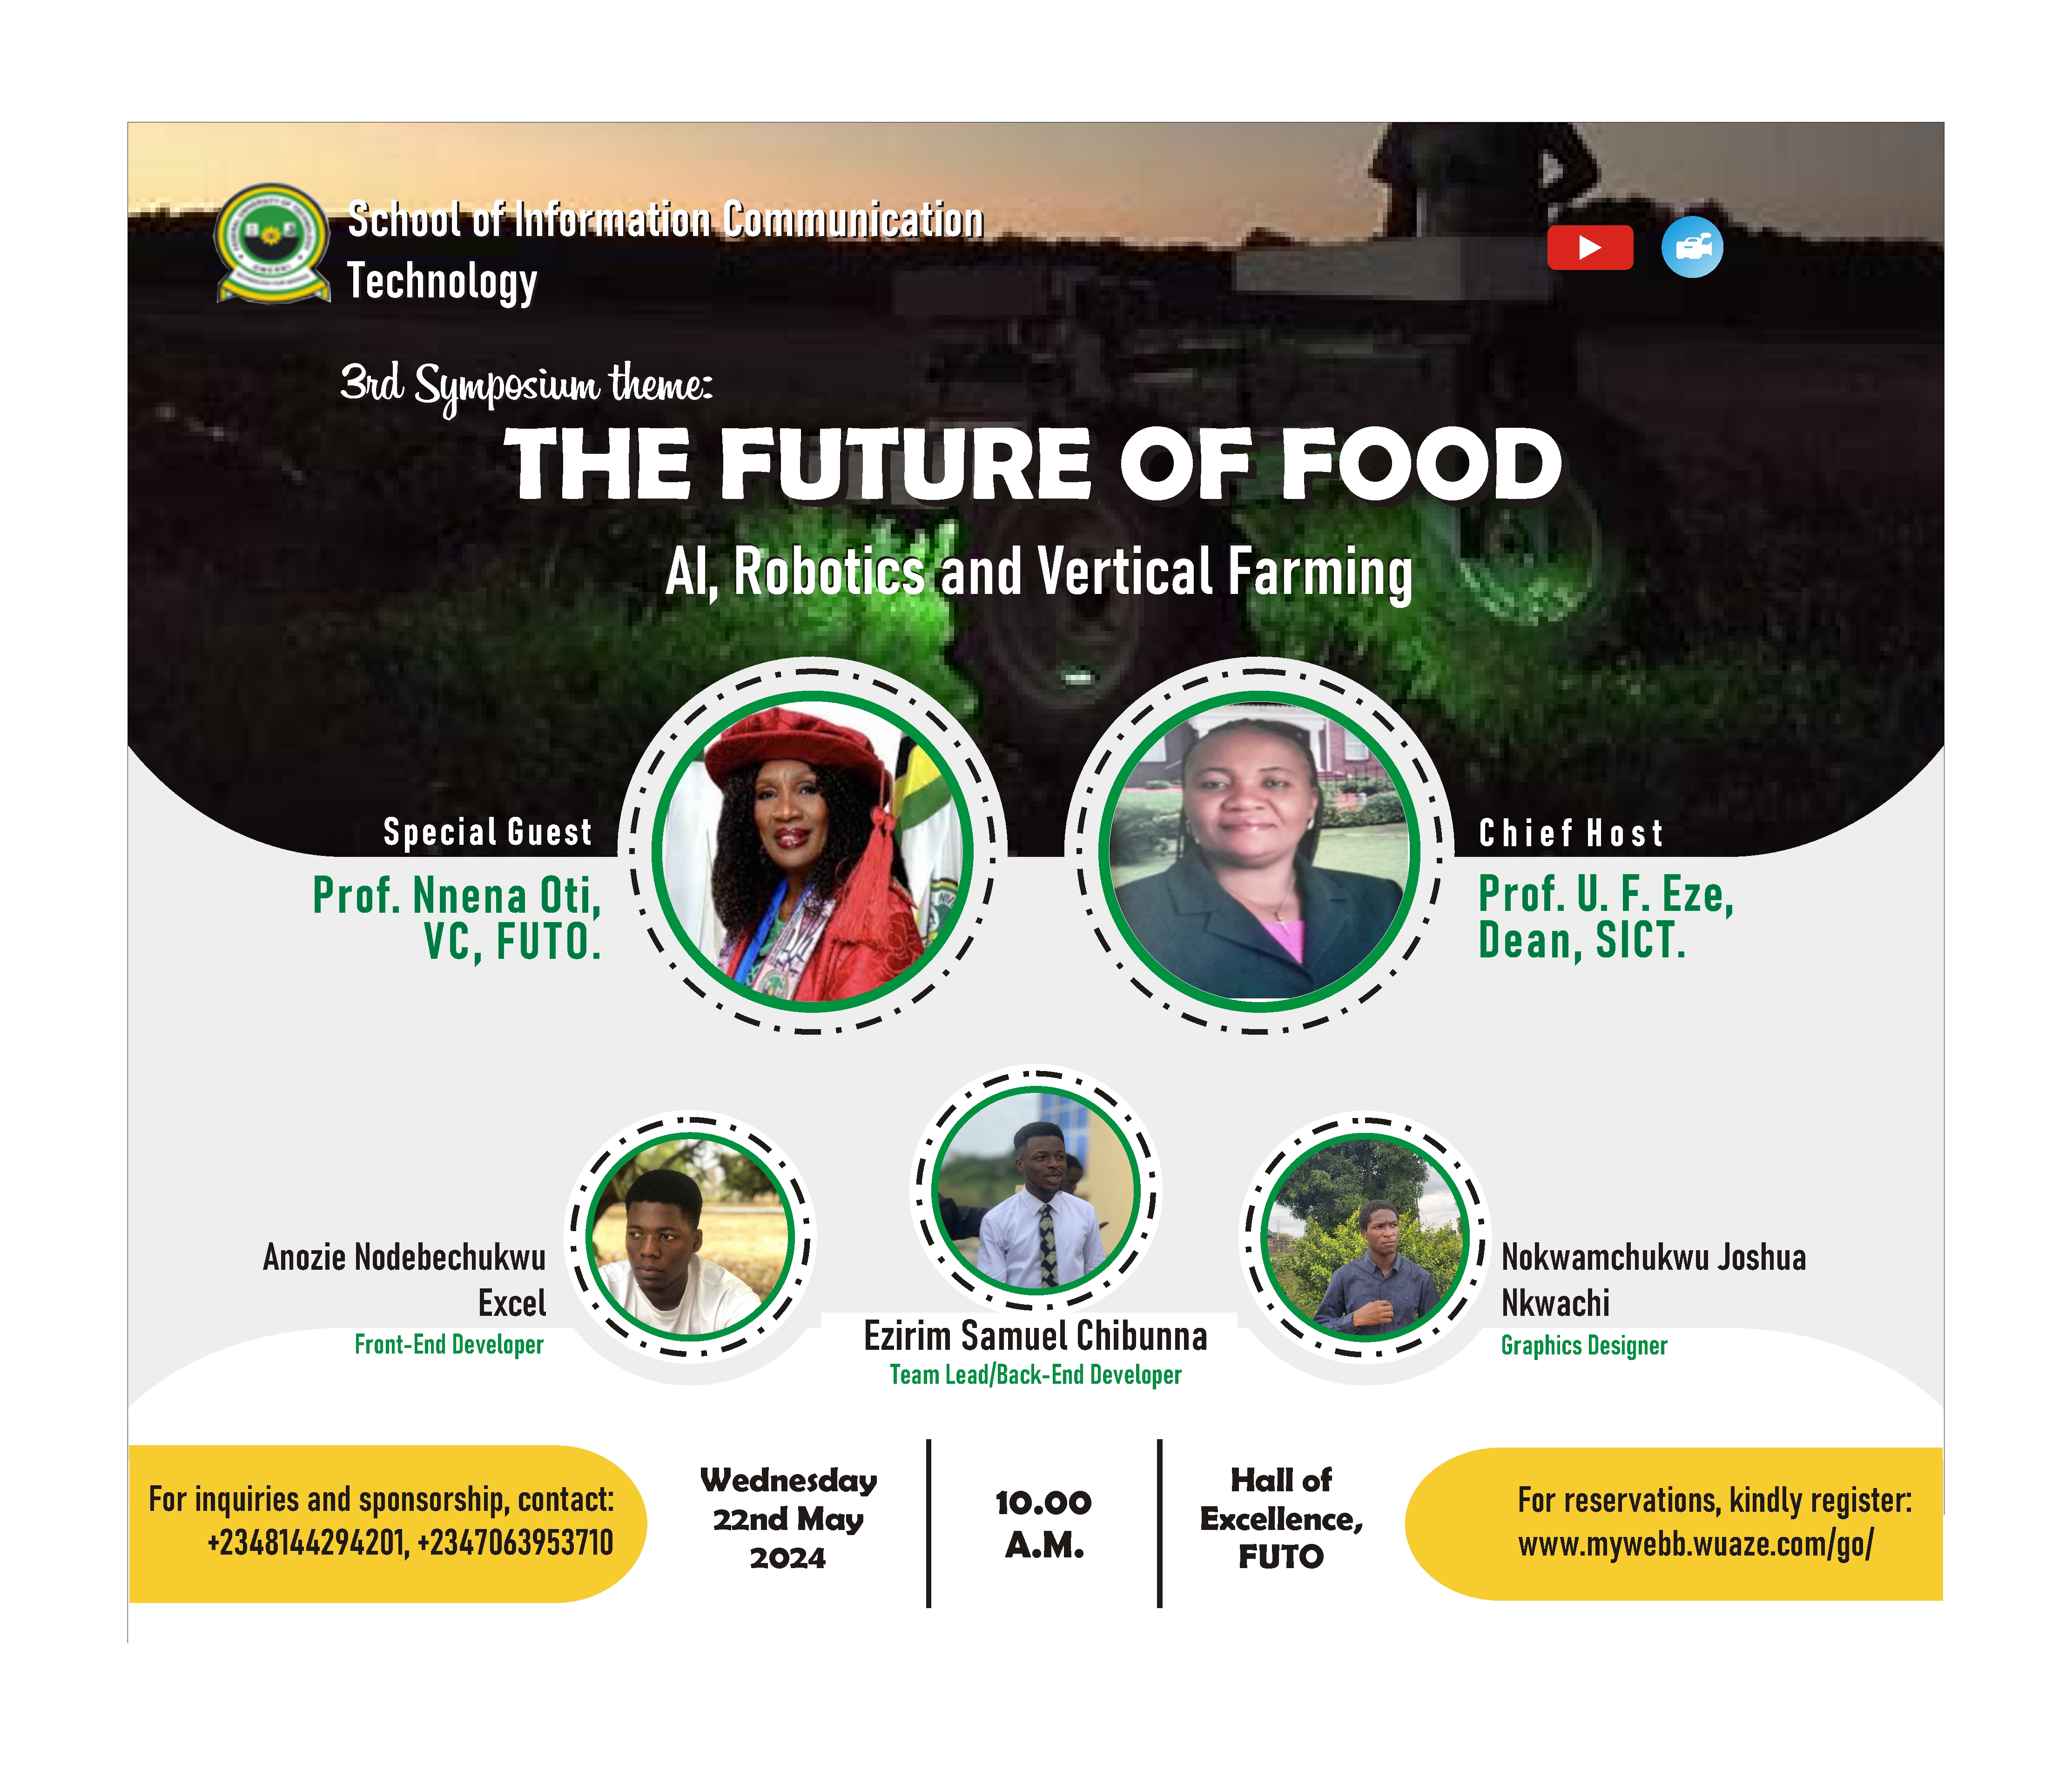 School of Information Communication
Technology
3rd Symposium theme:
THE FUTURE OF FOOD
AI, Robotics and Vertical Farming
Special Guest
Prof. Nnena Oti,
VC, FUTO.
Chief Host
Prof. U. F. Eze,
Dean, SICT.
Anozie Nodebechukwu
Excel
Front-End Developer
Ezirim Samuel Chibunna
Team Lead/Back-End Developer
Nokwamchukwu Joshua
Nkwachi
Graphics Designer
For inquiries and sponsorship, contact:
+2348144294201, +2347063953710
Wednesday
22nd May
2024
10.00
A.M.
Hall of
Excellence,
FUTO
For reservations, kindly register:
www.mywebb.wuaze.com/go/